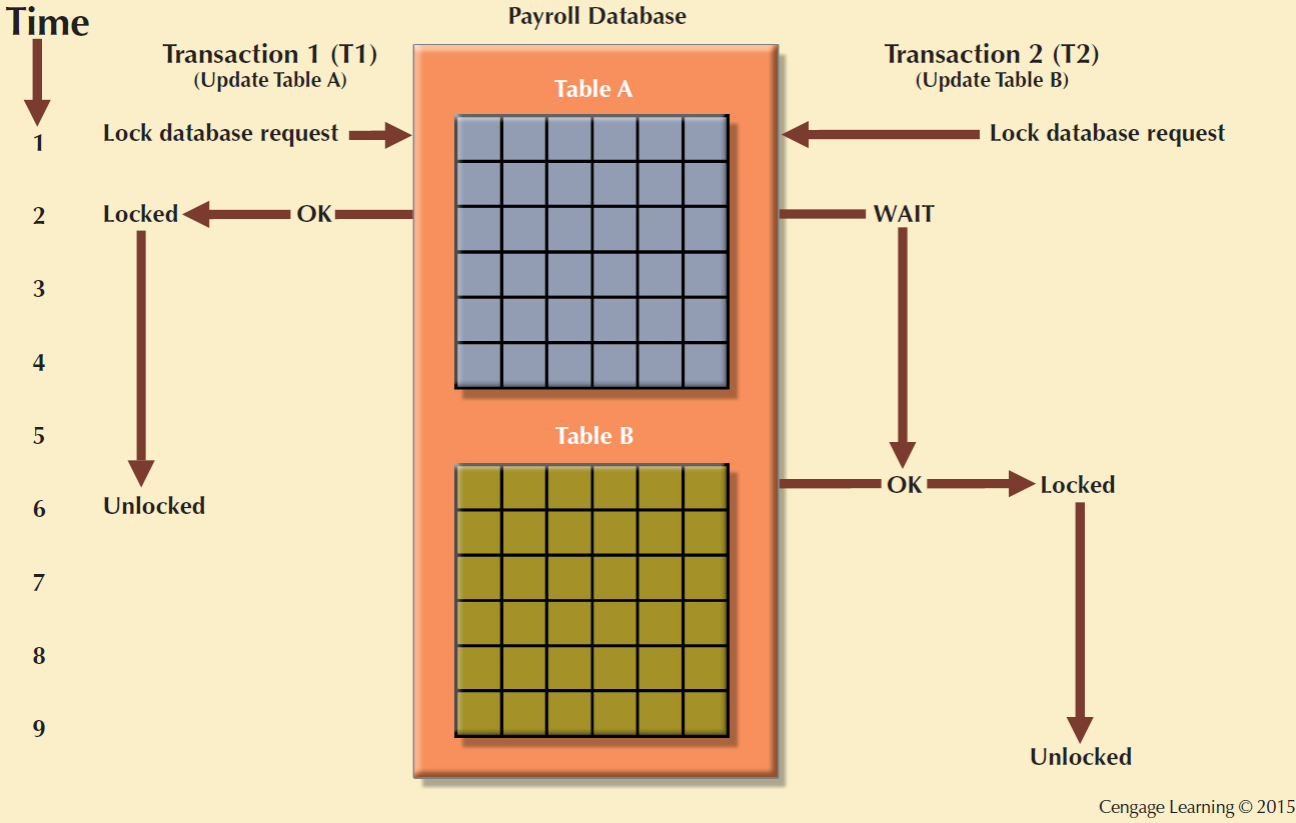 Time
Payroll Database
Transaction 1 (T1)
(Update Table A)
Transaction 2 (T2)
(Update Table B)
Table A
1
Lock database request
Lock database request
2
Locked
OK
WAIT
3
4
5
Table B
OK
Locked
6
Unlocked
7
8
9
Unlocked
Cengage Learning © 2015